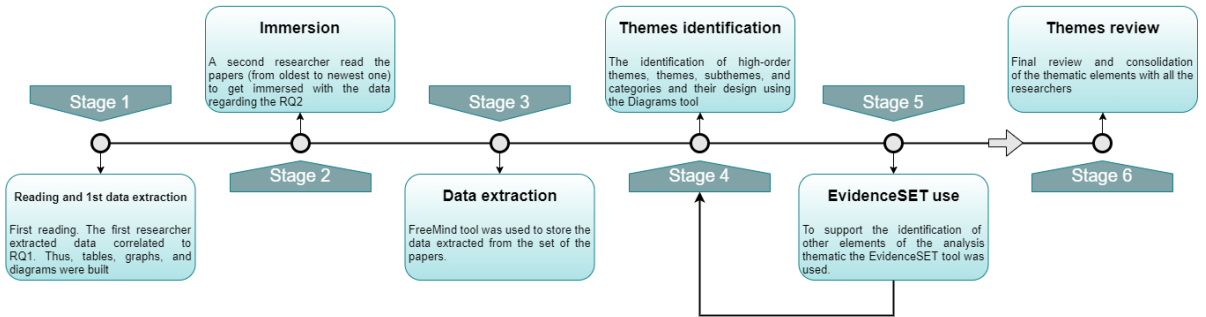 Stage 1
Reading and 1st data extraction
First reading. The first researcher
extracted data correlated to
RQ1. Thus, tables, graphs, and
diagrams were built
Immersion
A second researcher read the
papers (from oldest to newest one)
to get immersed with the data
regarding the RQ2
Stage 2
Stage 3
Data extraction
FreeMind tool was used to store the
data extracted from the set of the
papers.
Themes identification
The identification of high-order
themes, themes, subthemes, and
categories and their design using
the Diagrams tool
Stage 4
Stage 5
EvidenceSET use
To support the identification of
other elements of the analysis
thematic the EvidenceSET tool was
used.
Themes review
Final review and consolidation
of the thematic elements with all the
researchers
Stage 6